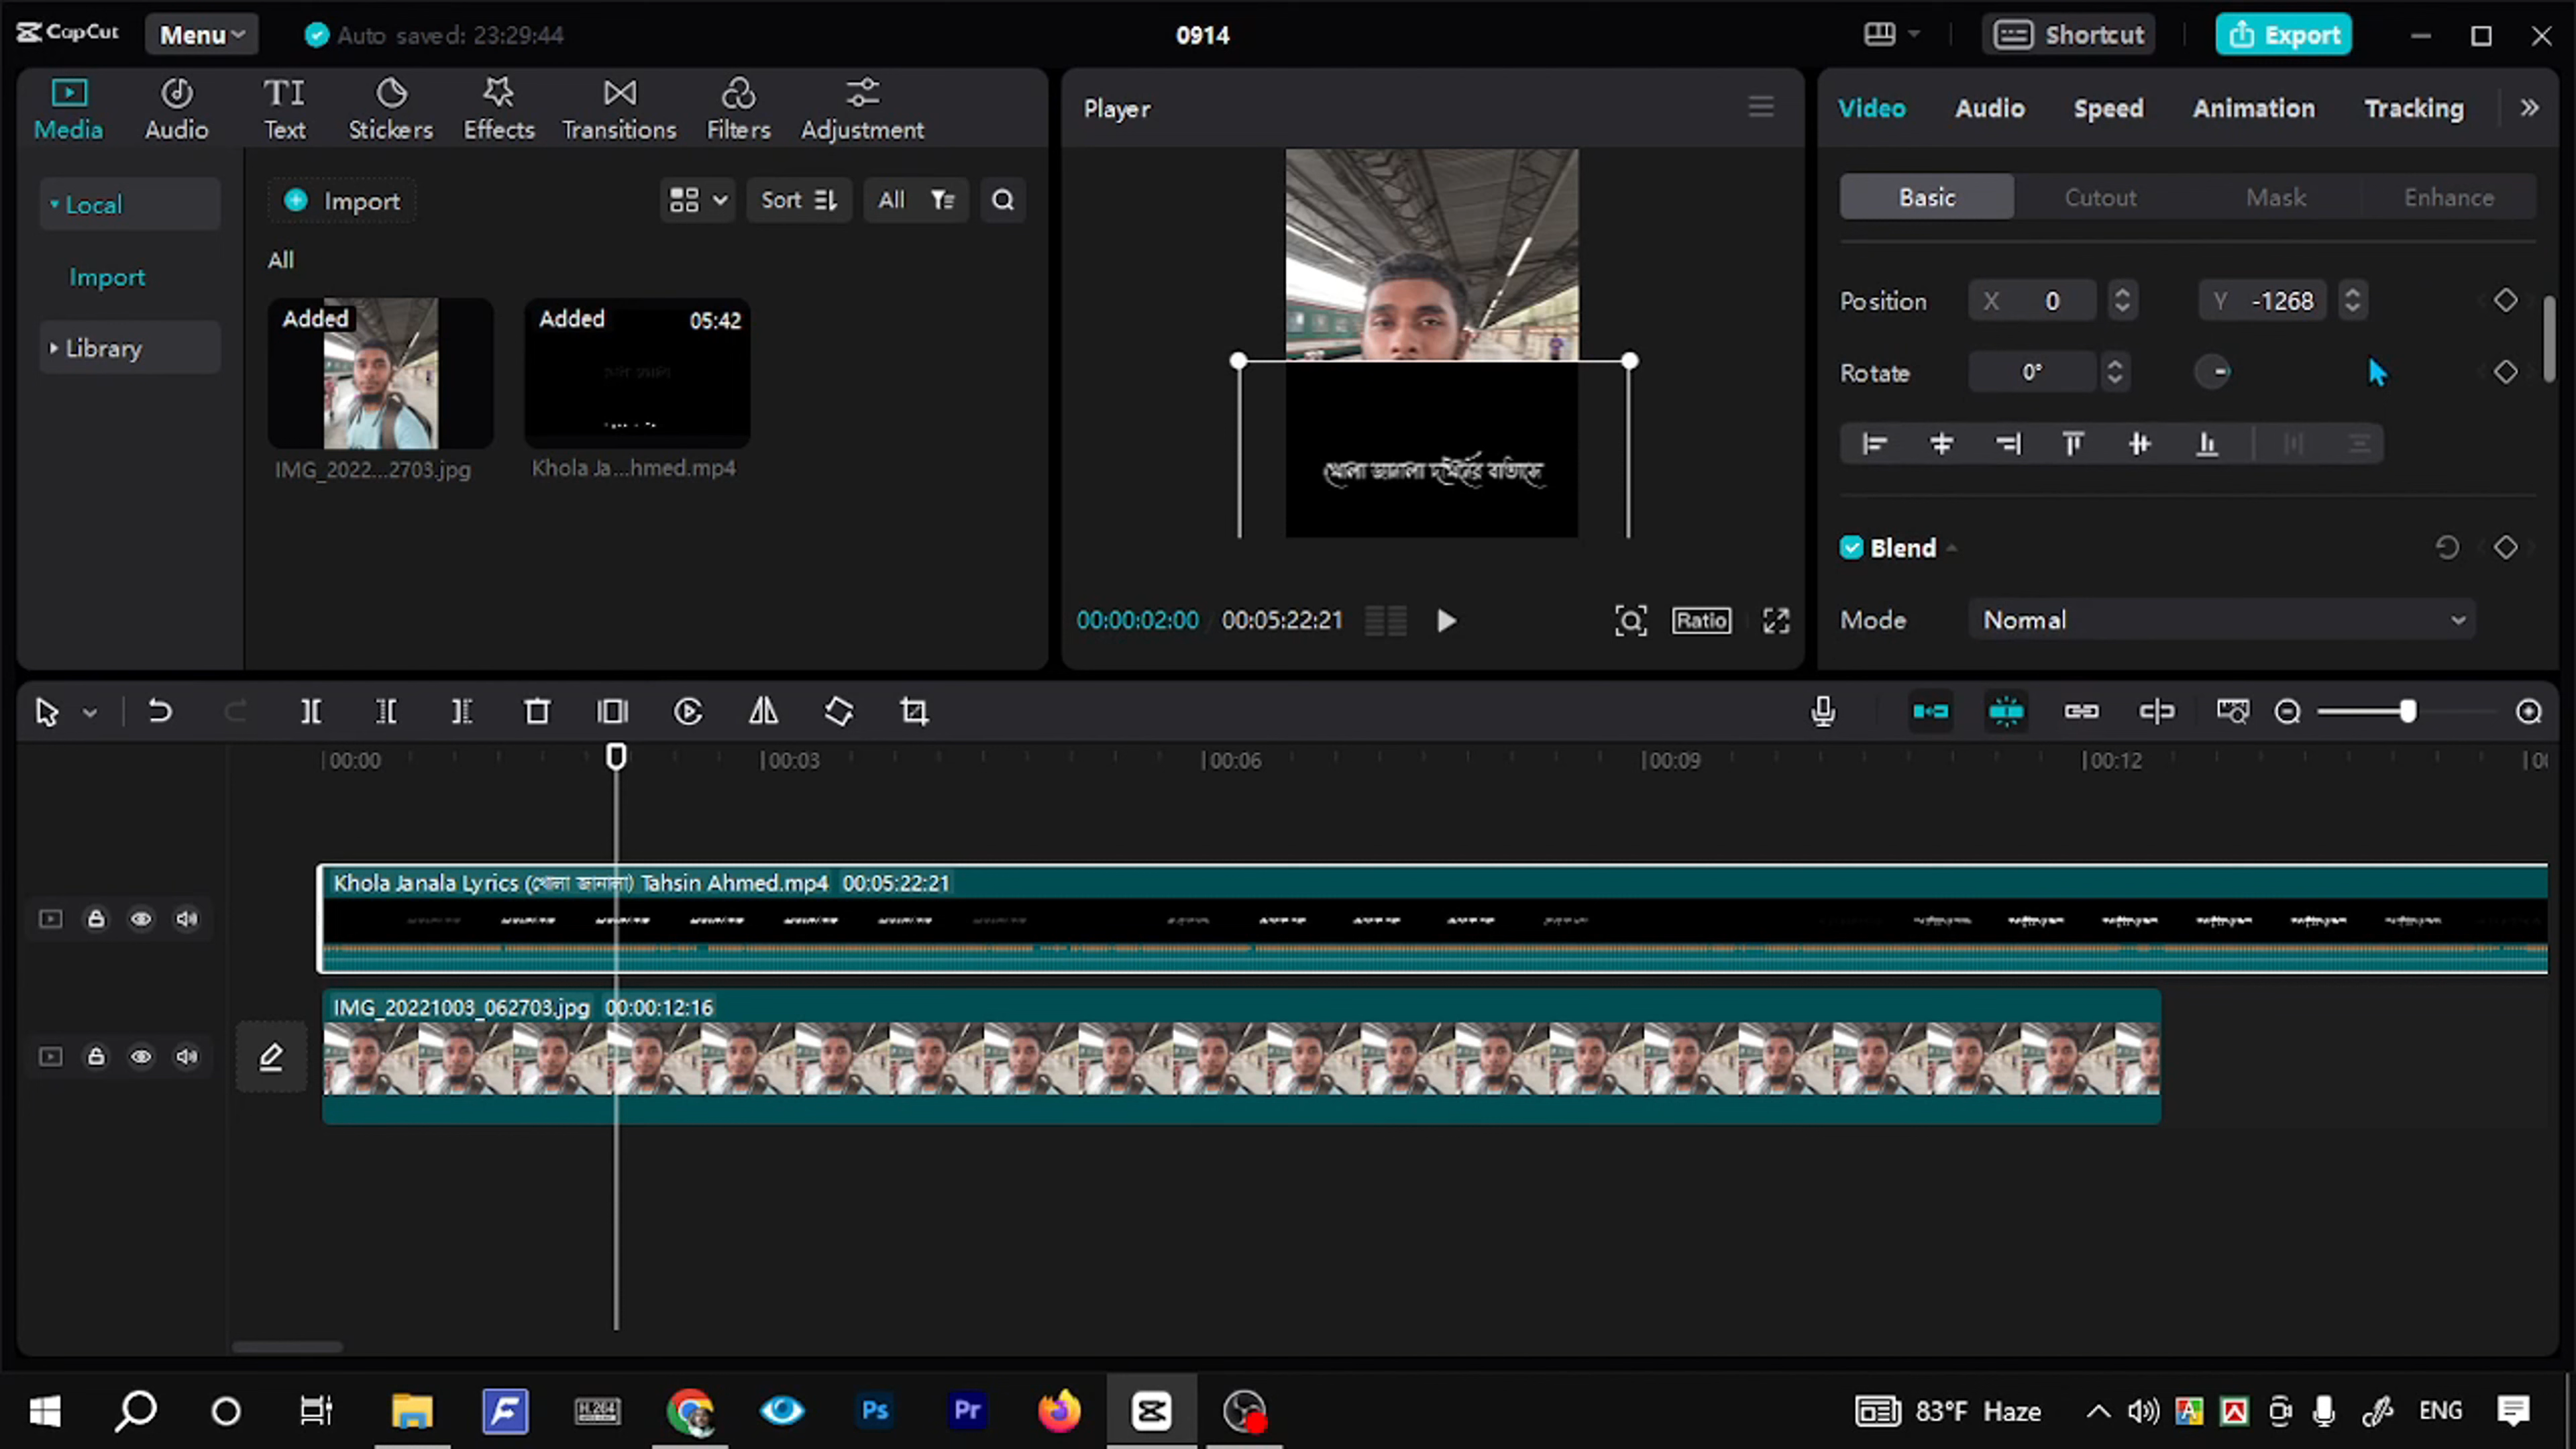 CapCut Menu Auto saved: 23:29:44 0914 Shortcut Export
Media Audio Text Stickers Effects Transitions Filters Adjustment
Local
Import
Library
Import Sort All
All
Added
Added 05:42
IMG_2022...2703.jpg Khola Ja...hmed.mp4
Player
খোলা জানালা দখিনের বাতাসে
00:00:02:00 00:05:22:21 Ratio
Video Audio Speed Animation Tracking
Basic Cutout Mask Enhance
Position X 0 Y -1268
Rotate 0°
Blend
Mode Normal
00:00 00:03 00:06 00:09 00:12
Khola Janala Lyrics (খোলা জানালা) Tahsin Ahmed.mp4 00:05:22:21
IMG_20221003_062703.jpg 00:00:12:16
H.264 Ps Pr 83°F Haze ENG